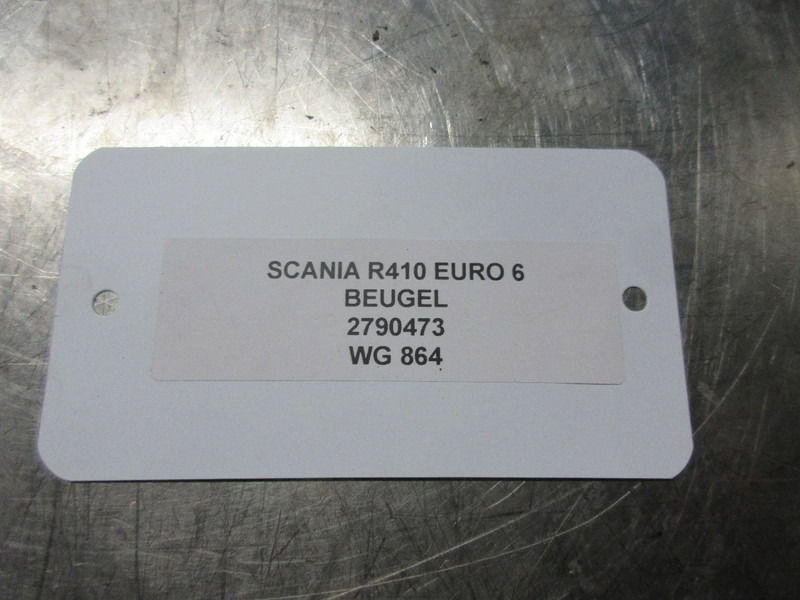 SCANIA R410 EURO 6
BEUGEL
2790473
WG 864